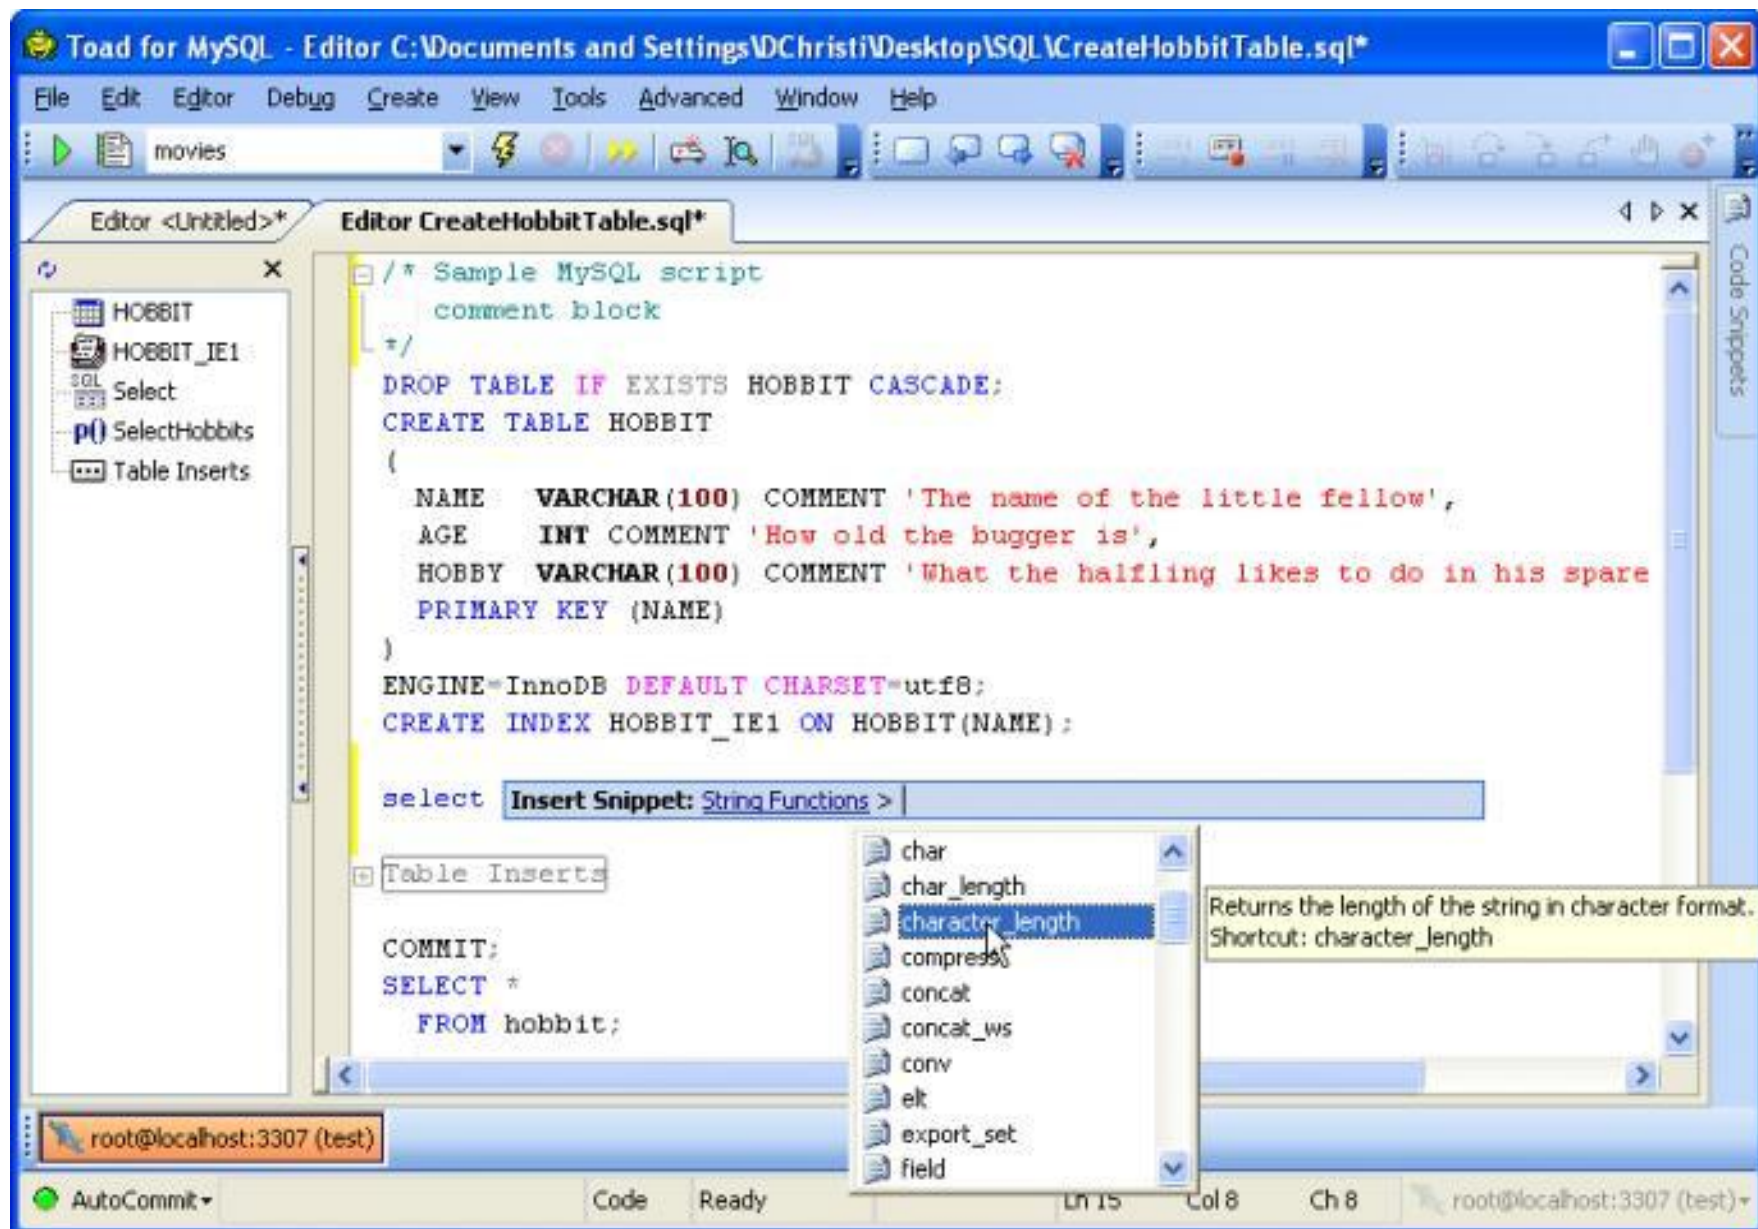 Toad for MySQL - Editor C:\Documents and Settings\DChristi\Desktop\SQL\CreateHobbitTable.sql*
File Edit Editor Debug Create View Tools Advanced Window Help
movies
Editor <Untitled>* Editor CreateHobbitTable.sql*
Code Snippets
HOBBIT
HOBBIT_IE1
SQL Select
p() SelectHobbits
Table Inserts
/* Sample MySQL script
comment block
*/
DROP TABLE IF EXISTS HOBBIT CASCADE;
CREATE TABLE HOBBIT
(
NAME VARCHAR(100) COMMENT 'The name of the little fellow',
AGE INT COMMENT 'How old the bugger is',
HOBBY VARCHAR(100) COMMENT 'What the halfling likes to do in his spare
PRIMARY KEY (NAME)
)
ENGINE=InnoDB DEFAULT CHARSET=utf8;
CREATE INDEX HOBBIT_IE1 ON HOBBIT(NAME);
select Insert Snippet: String Functions >
Table Inserts
COMMIT;
SELECT *
FROM hobbit;
char
char_length
character_length
compress
concat
concat_ws
conv
elt
export_set
field
Returns the length of the string in character format.
Shortcut: character_length
root@localhost:3307 (test)
AutoCommit Code Ready Ln 15 Col 8 Ch 8 root@localhost:3307 (test)